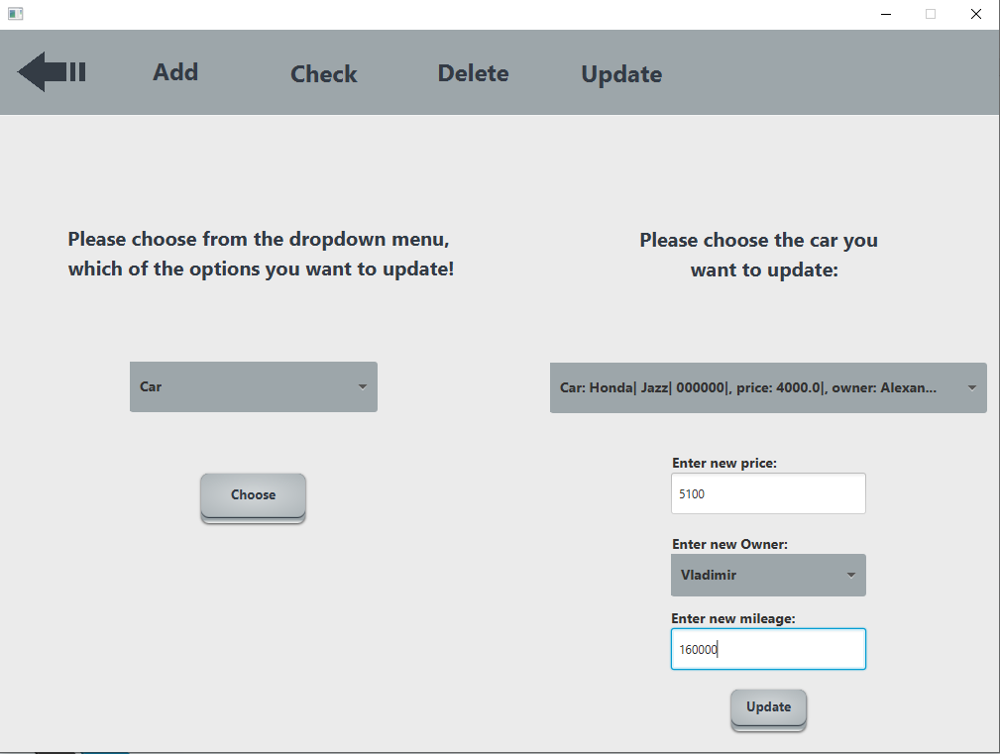 Add
Check
Delete
Update
Please choose from the dropdown menu,
which of the options you want to update!
Car
Choose
Please choose the car you
want to update:
Car: Honda| Jazz| 000000|, price: 4000.0|, owner: Alexan...
Enter new price:
5100
Enter new Owner:
Vladimir
Enter new mileage:
160000
Update